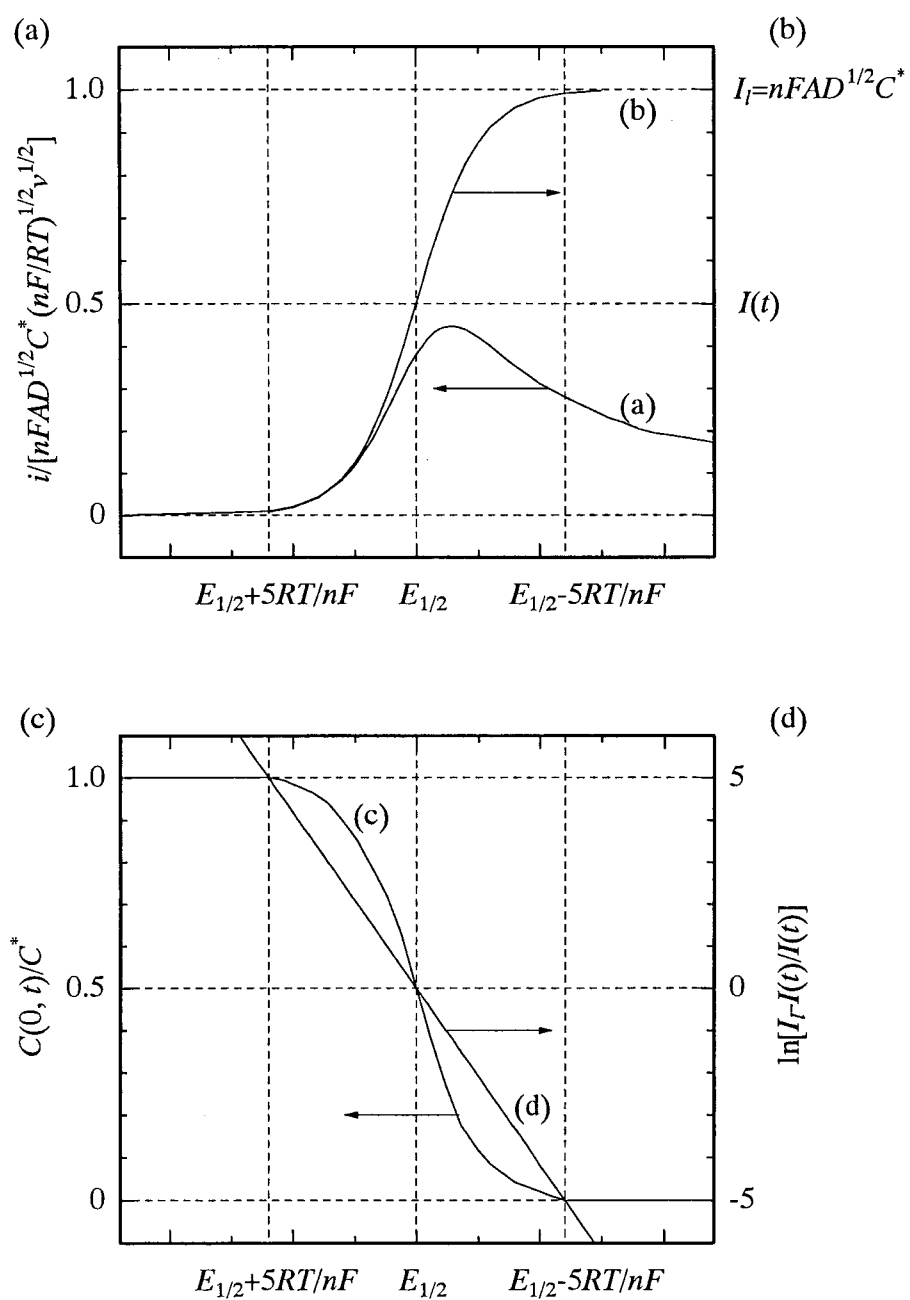 (a)
(b)
1.0
I_l=nFAD^{1/2}C^*
(b)
i/[nFAD^{1/2}C^*(nF/RT)^{1/2}v^{1/2}]
0.5
I(t)
(a)
0
E_{1/2}+5RT/nF
E_{1/2}
E_{1/2}-5RT/nF
(c)
(d)
1.0
5
(c)
C(0, t)/C^*
0.5
0
ln[I_l-I(t)/I(t)]
(d)
0
-5
E_{1/2}+5RT/nF
E_{1/2}
E_{1/2}-5RT/nF